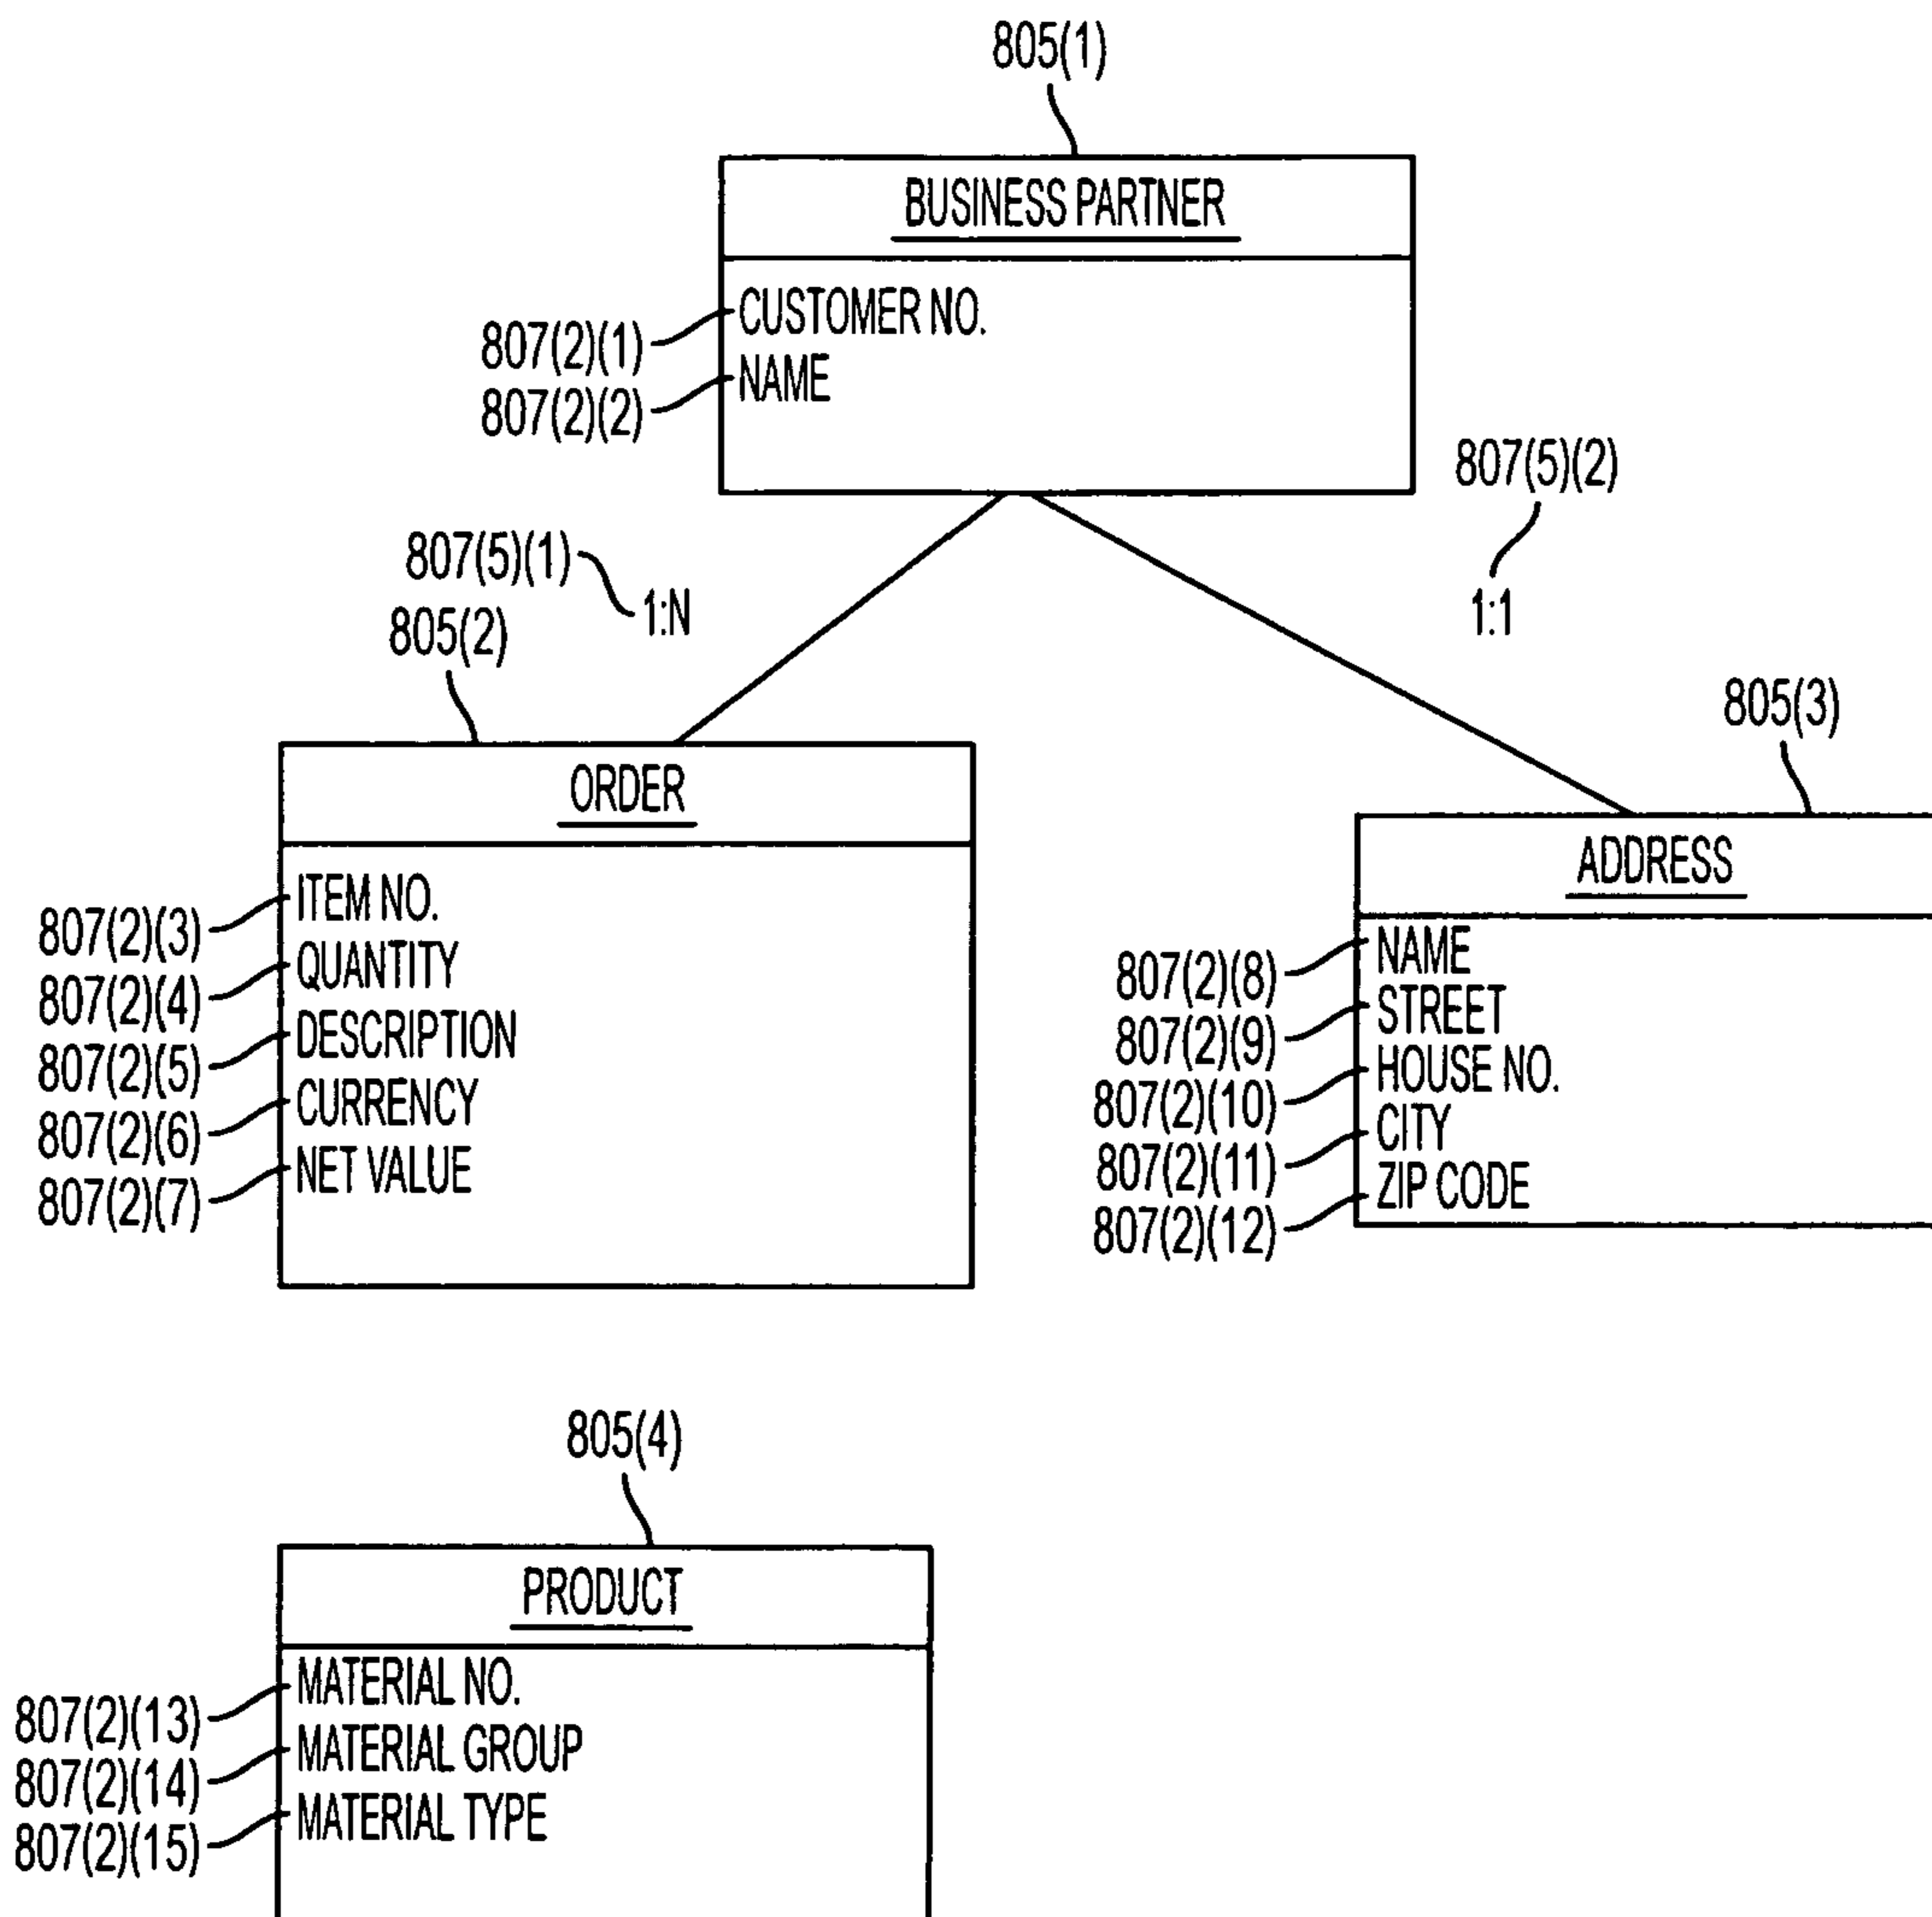 805(1)
BUSINESS PARTNER
807(2)(1)
CUSTOMER NO.
807(2)(2)
NAME
807(5)(1)
1:N
807(5)(2)
1:1
805(2)
ORDER
807(2)(3)
ITEM NO.
807(2)(4)
QUANTITY
807(2)(5)
DESCRIPTION
807(2)(6)
CURRENCY
807(2)(7)
NET VALUE
805(3)
ADDRESS
807(2)(8)
NAME
807(2)(9)
STREET
807(2)(10)
HOUSE NO.
807(2)(11)
CITY
807(2)(12)
ZIP CODE
805(4)
PRODUCT
807(2)(13)
MATERIAL NO.
807(2)(14)
MATERIAL GROUP
807(2)(15)
MATERIAL TYPE